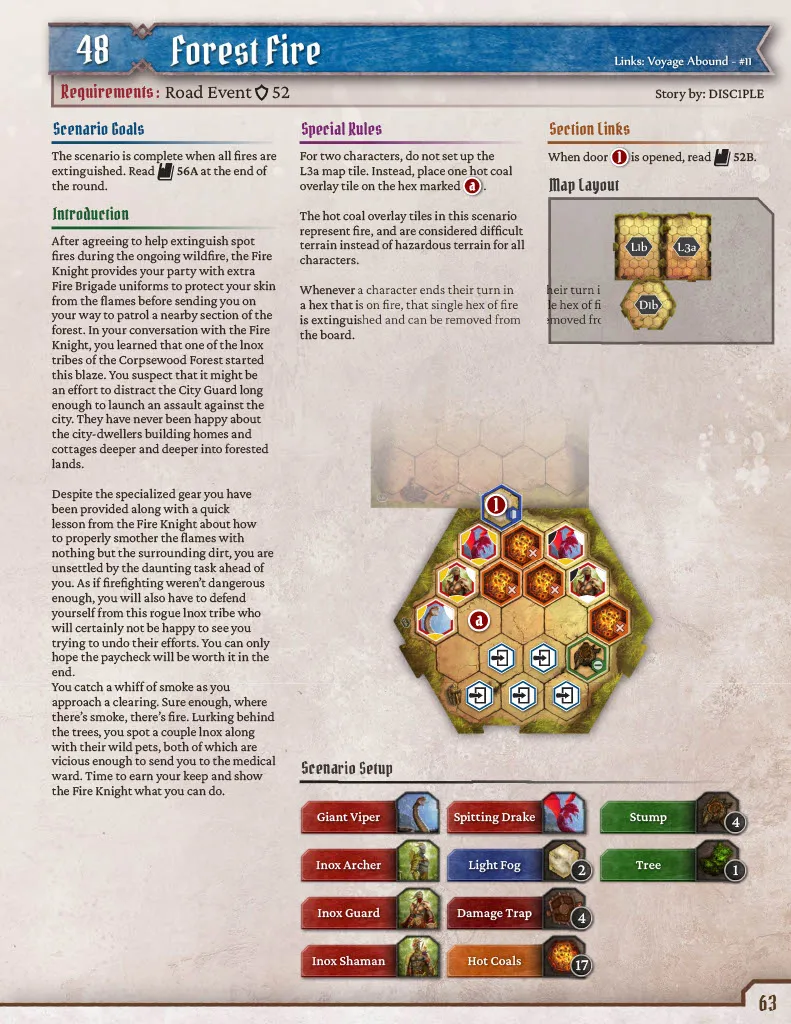 48
Forest Fire
Links: Voyage Abound - #11
Requirements: Road Event 52
Story by: DISC1PLE
Scenario Goals
The scenario is complete when all fires are
extinguished. Read 56A at the end of
the round.
Introduction
After agreeing to help extinguish spot
fires during the ongoing wildfire, the Fire
Knight provides your party with extra
Fire Brigade uniforms to protect your skin
from the flames before sending you on
your way to patrol a nearby section of the
forest. In your conversation with the Fire
Knight, you learned that one of the Inox
tribes of the Corpsewood Forest started
this blaze. You suspect that it might be
an effort to distract the City Guard long
enough to launch an assault against the
city. They have never been happy about
the city-dwellers building homes and
cottages deeper and deeper into forested
lands.
Despite the specialized gear you have
been provided along with a quick
lesson from the Fire Knight about how
to properly smother the flames with
nothing but the surrounding dirt, you are
unsettled by the daunting task ahead of
you. As if firefighting weren't dangerous
enough, you will also have to defend
yourself from this rogue Inox tribe who
will certainly not be happy to see you
trying to undo their efforts. You can only
hope the paycheck will be worth it in the
end.
You catch a whiff of smoke as you
approach a clearing. Sure enough, where
there's smoke, there's fire. Lurking behind
the trees, you spot a couple Inox along
with their wild pets, both of which are
vicious enough to send you to the medical
ward. Time to earn your keep and show
the Fire Knight what you can do.
Special Rules
For two characters, do not set up the
L3a map tile. Instead, place one hot coal
overlay tile on the hex marked a.
The hot coal overlay tiles in this scenario
represent fire, and are considered difficult
terrain instead of hazardous terrain for all
characters.
Whenever a character ends their turn in
a hex that is on fire, that single hex of fire
is extinguished and can be removed from
the board.
Section Links
When door 1 is opened, read 52B.
Map Layout
L1b
L3a
D1b
heir turn i
le hex of fi
emoved fro
1
a
Scenario Setup
Giant Viper
Spitting Drake
Stump
4
Inox Archer
Light Fog
2
Tree
1
Inox Guard
Damage Trap
4
Inox Shaman
Hot Coals
17
63